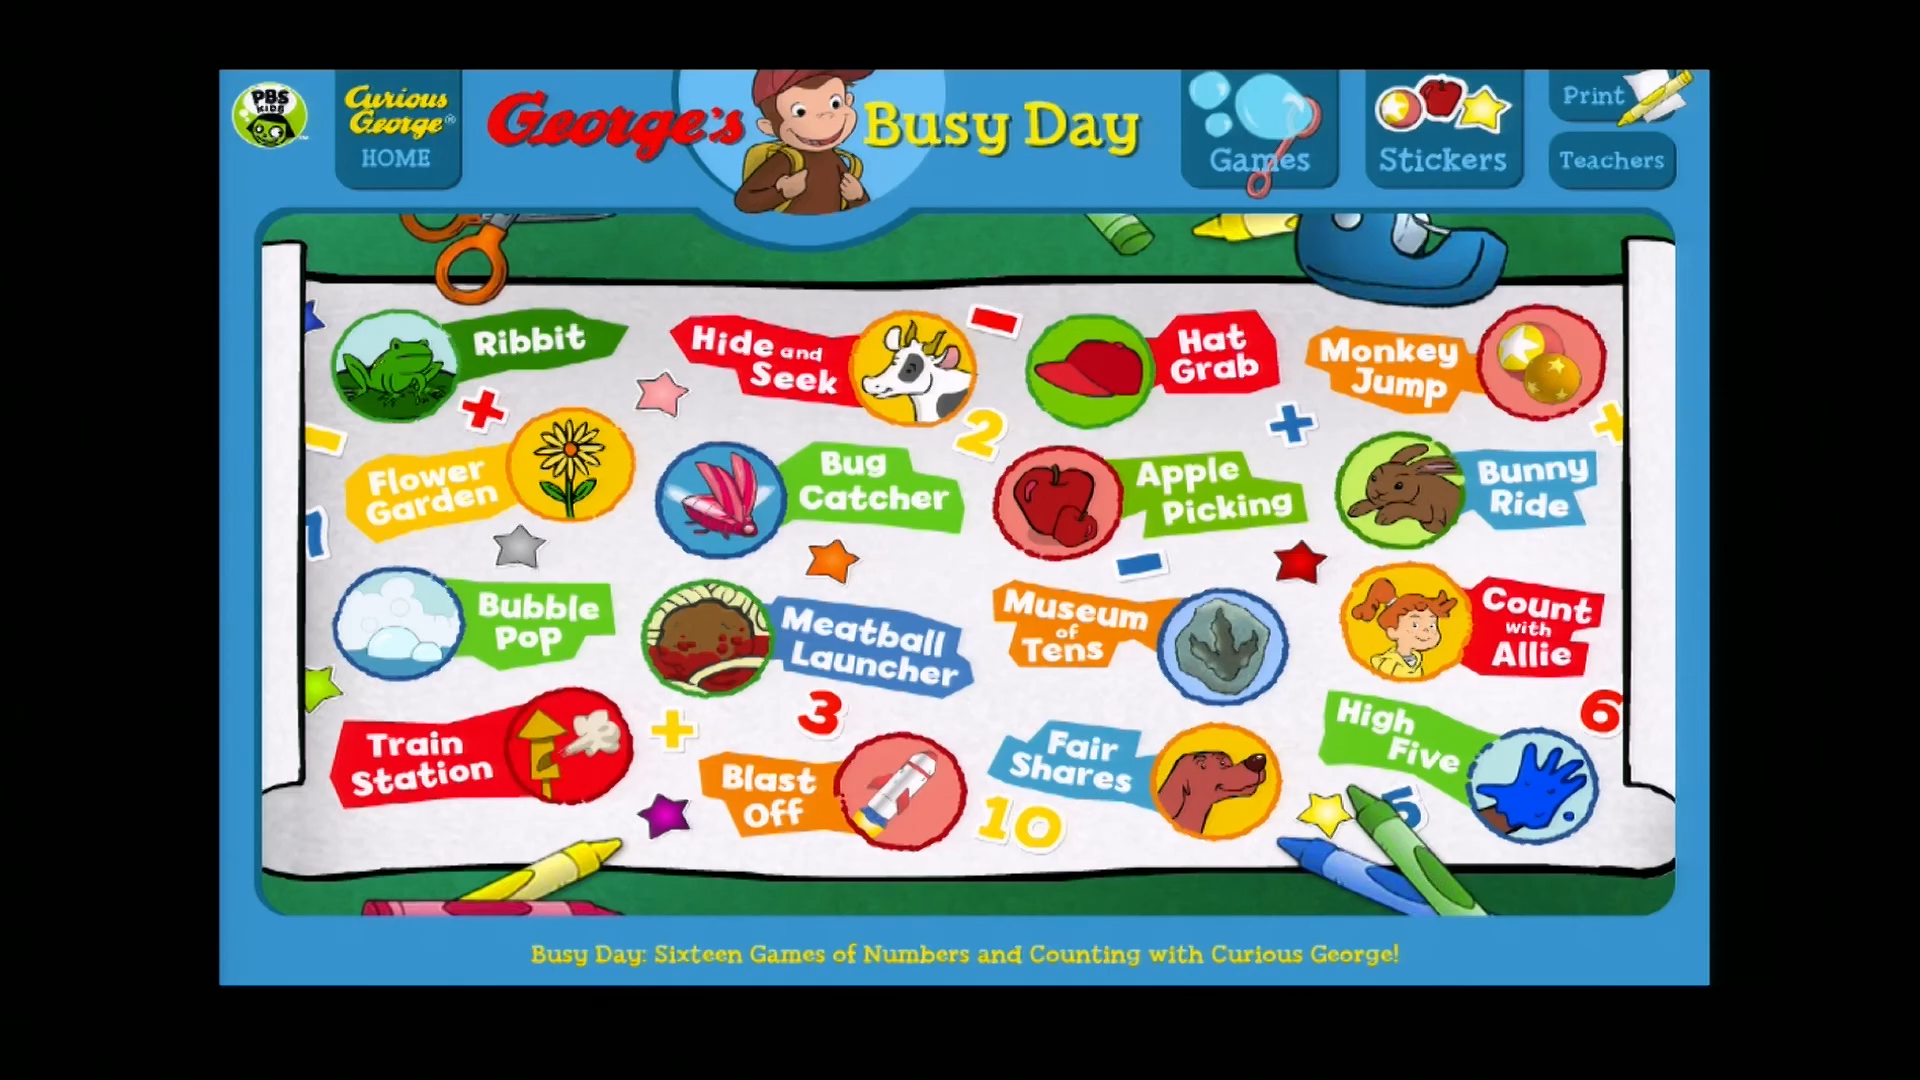 PBS
KIDS
Curious
George®
HOME
George's Busy Day
Games
Stickers
Print
Teachers
Ribbit
Hide and
Seek
Hat
Grab
Monkey
Jump
2
Flower
Garden
Bug
Catcher
Apple
Picking
Bunny
Ride
1
Bubble
Pop
Meatball
Launcher
Museum
of
Tens
Count
with
Allie
3
6
Train
Station
Blast
Off
Fair
Shares
High
Five
10
5
Busy Day: Sixteen Games of Numbers and Counting with Curious George!